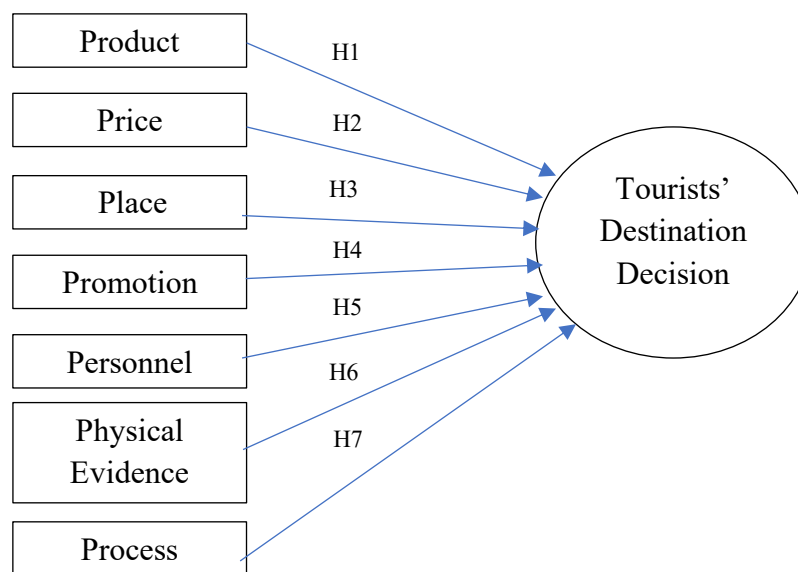 Product
H1
Price
H2
Place
H3
Promotion
H4
Personnel
H5
Physical
Evidence
H6
Process
H7
Tourists’
Destination
Decision